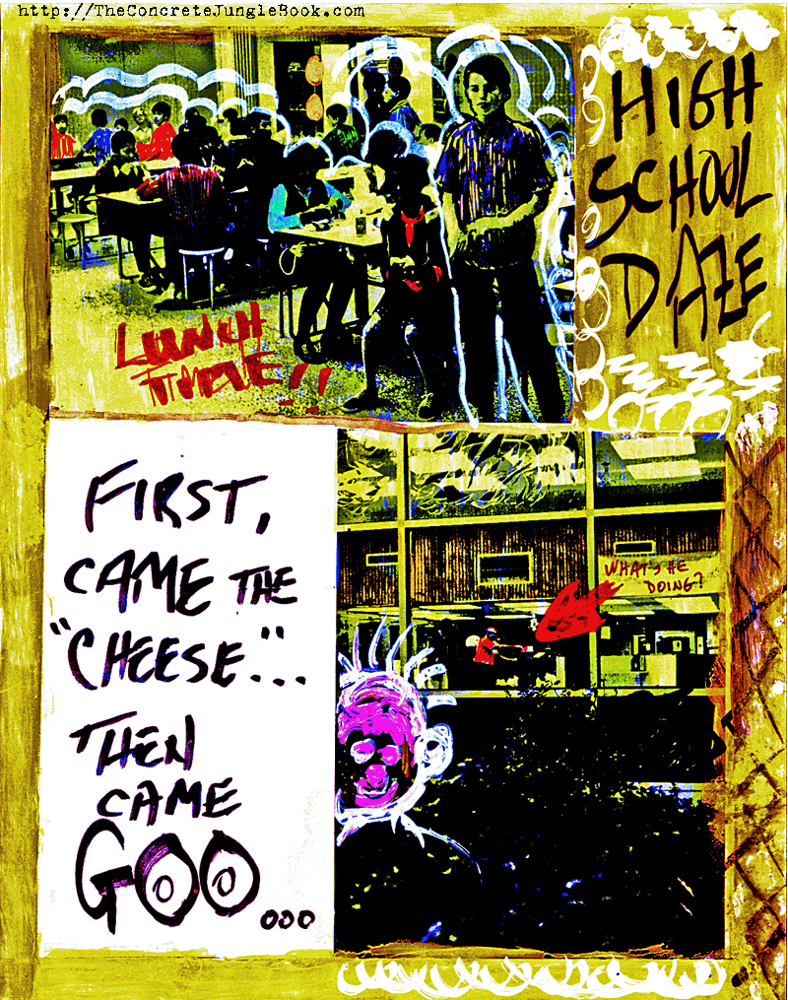 http://TheConcreteJungleBook.com
HIGH
SCHOOL
DAZE
LUNCH
TIME!!
FIRST,
CAME THE
"CHEESE"...
THEN
CAME
GOO...
WHAT'S HE
DOING?